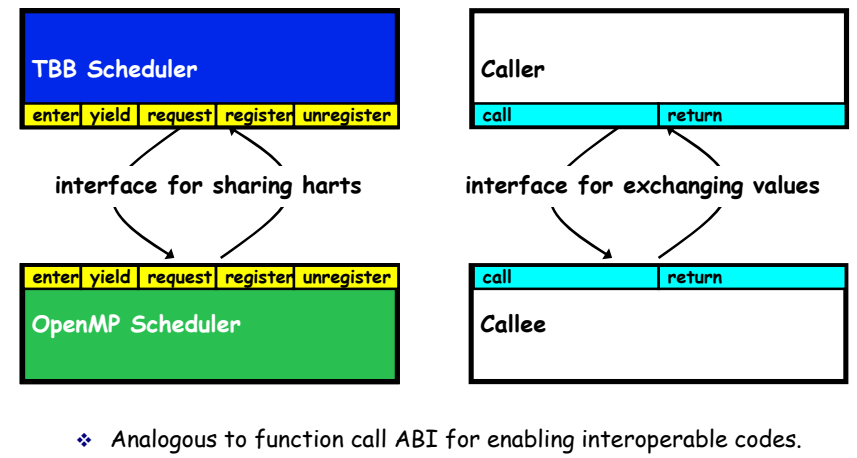 TBB Scheduler
enter yield request register unregister
interface for sharing harts
enter yield request register unregister
OpenMP Scheduler
Caller
call return
interface for exchanging values
call return
Callee
Analogous to function call ABI for enabling interoperable codes.